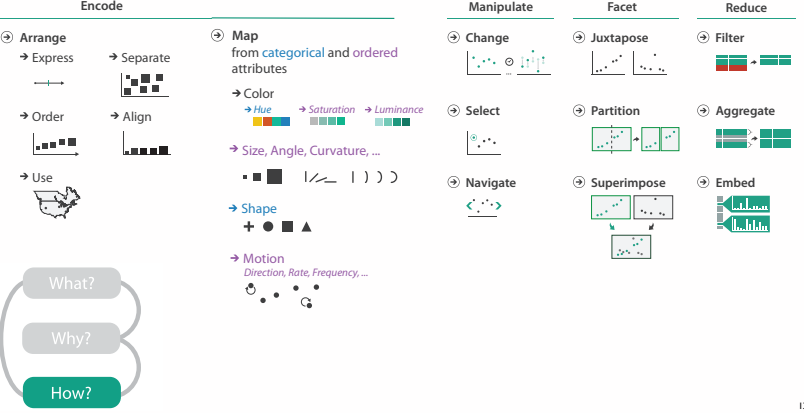 Encode
Manipulate
Facet
Reduce
Arrange
Express
Separate
Order
Align
Use
Map
from categorical and ordered
attributes
Color
Hue
Saturation
Luminance
Size, Angle, Curvature, ...
Shape
Motion
Direction, Rate, Frequency, ...
Change
...
Select
Navigate
Juxtapose
Partition
Superimpose
Filter
Aggregate
Embed
What?
Why?
How?